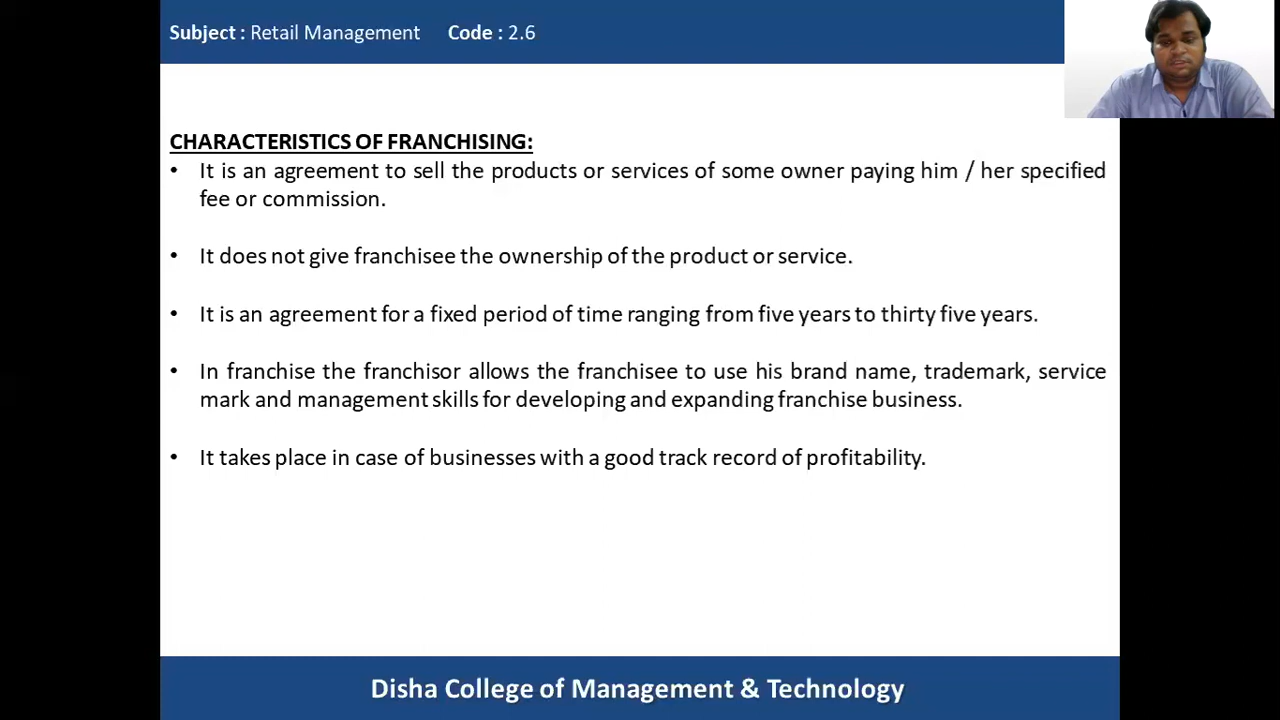 Subject : Retail Management Code : 2.6
CHARACTERISTICS OF FRANCHISING:
• It is an agreement to sell the products or services of some owner paying him / her specified
fee or commission.
• It does not give franchisee the ownership of the product or service.
• It is an agreement for a fixed period of time ranging from five years to thirty five years.
• In franchise the franchisor allows the franchisee to use his brand name, trademark, service
mark and management skills for developing and expanding franchise business.
• It takes place in case of businesses with a good track record of profitability.
Disha College of Management & Technology